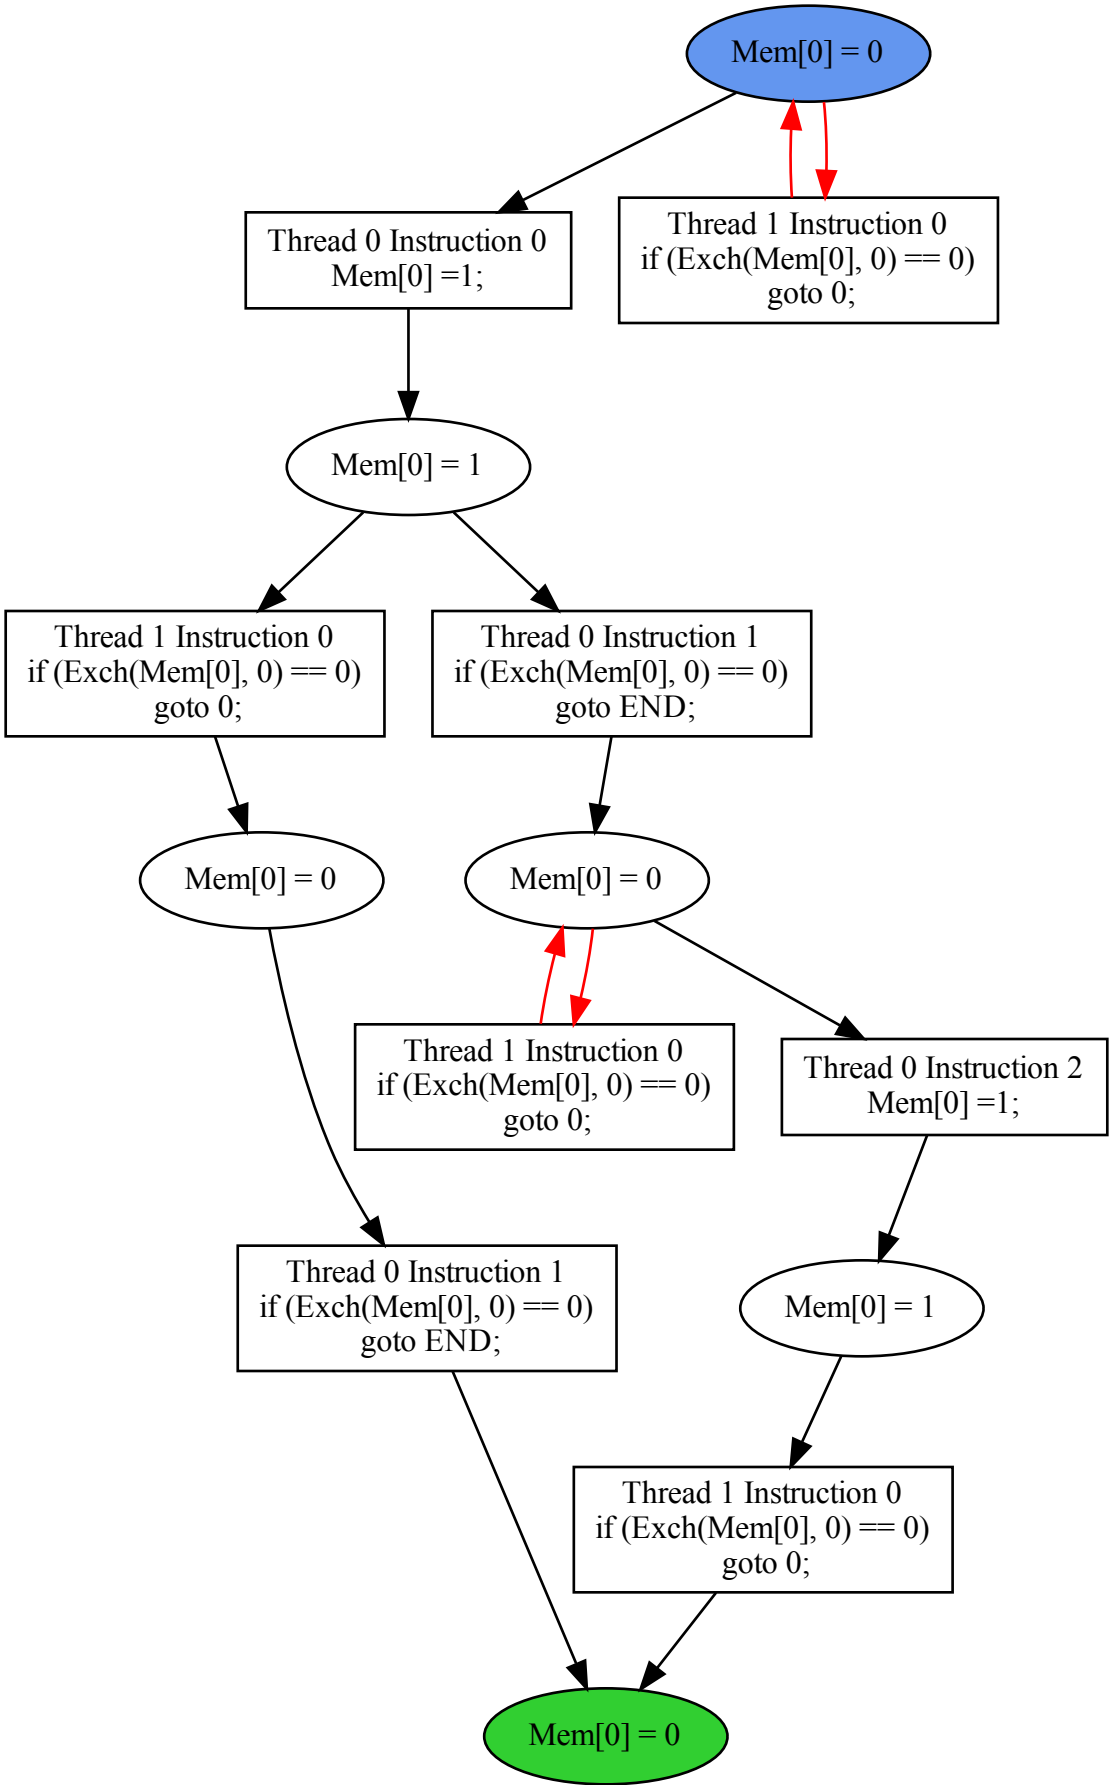 Mem[0] = 0
Thread 0 Instruction 0
Mem[0] =1;
Thread 1 Instruction 0
if (Exch(Mem[0], 0) == 0)
goto 0;
Mem[0] = 1
Thread 1 Instruction 0
if (Exch(Mem[0], 0) == 0)
goto 0;
Thread 0 Instruction 1
if (Exch(Mem[0], 0) == 0)
goto END;
Mem[0] = 0
Mem[0] = 0
Thread 1 Instruction 0
if (Exch(Mem[0], 0) == 0)
goto 0;
Thread 0 Instruction 2
Mem[0] =1;
Thread 0 Instruction 1
if (Exch(Mem[0], 0) == 0)
goto END;
Mem[0] = 1
Thread 1 Instruction 0
if (Exch(Mem[0], 0) == 0)
goto 0;
Mem[0] = 0